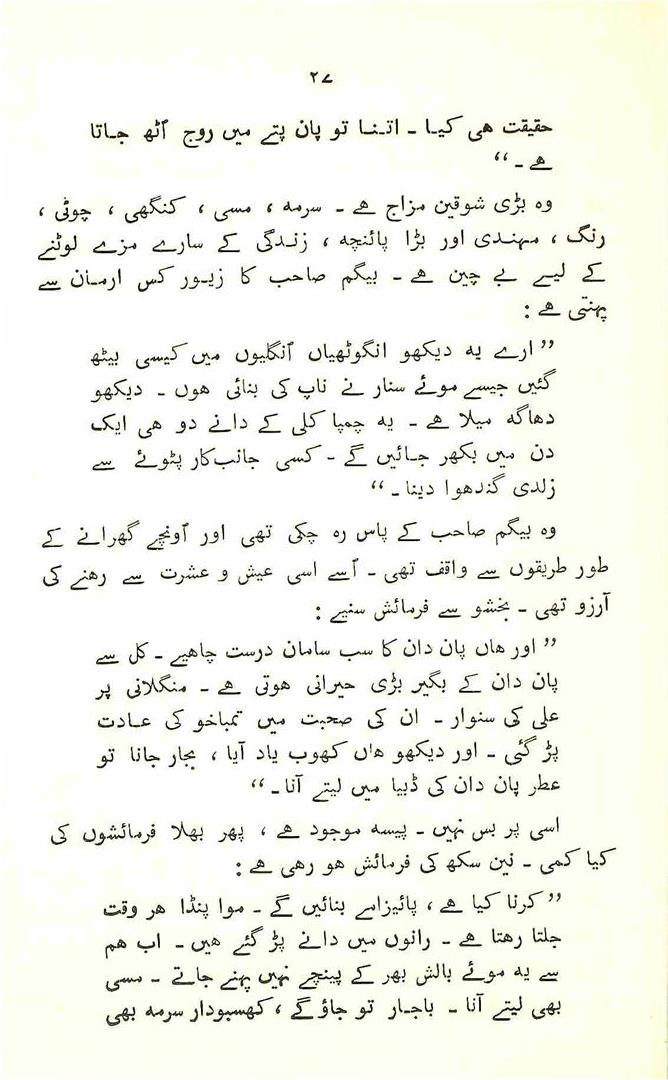 ۲۷
حقیقت ھی کیا ۔ اتنا تو پان پتے میں روج اُٹھ جاتا
ھے ۔ ‘‘
وہ بڑی شوقین مزاج ھے ۔ سرمہ ، مسی ، کنگھی ، چوٹی ،
رنگ ، مہندی اور بڑا پائنچہ ، زندگی کے سارے مزے لوٹنے
کے لیے بے چین ھے ۔ بیگم صاحب کا زیور کس ارمان سے
پہنتی ھے :
’’ ارے یہ دیکھو انگوٹھیاں اُنگلیوں میں کیسی بیٹھ
گئیں جیسے موئے سنار نے ناپ کی بنائی ھوں ۔ دیکھو
دھاگہ میلا ھے ۔ یہ چمپا کلی کے دانے دو ھی ایک
دن میں بکھر جائیں گے ۔ کسی جانب کار پٹوئے سے
زلدی گندھوا دینا ۔ ‘‘
وہ بیگم صاحب کے پاس رہ چکی تھی اور اُونچے گھرانے کے
طور طریقوں سے واقف تھی ۔ اُسے اسی عیش و عشرت سے رھنے کی
آرزو تھی ۔ بخشو سے فرمائش سنیے :
’’ اور ھاں پان دان کا سب سامان درست چاھیے ۔ کل سے
پان دان کے بگیر بڑی حیرانی ھوتی ھے ۔ منگلانی پر
علی کی سنوار ۔ ان کی صحبت میں تمباخو کی عادت
پڑ گئی ۔ اور دیکھو ھاں کھوب یاد آیا ، بجار جانا تو
عطر پان دان کی ڈبیا میں لیتے آنا ۔ ‘‘
اسی پر بس نہیں ۔ پیسہ موجود ھے ، پھر بھلا فرمائشوں کی
کیا کمی ۔ نین سکھ کی فرمائش ھو رھی ھے :
’’ کرنا کیا ھے ، پائیزامے بنائیں گے ۔ موا پنڈا ھر وقت
جلتا رھتا ھے ۔ رانوں میں دانے پڑ گئے ھیں ۔ اب ھم
سے یہ موئے بالش بھر کے پینچے نہیں پہنے جاتے ۔ مسی
بھی لیتے آنا ۔ باجار تو جاؤ گے ، کھسبودار سرمہ بھی